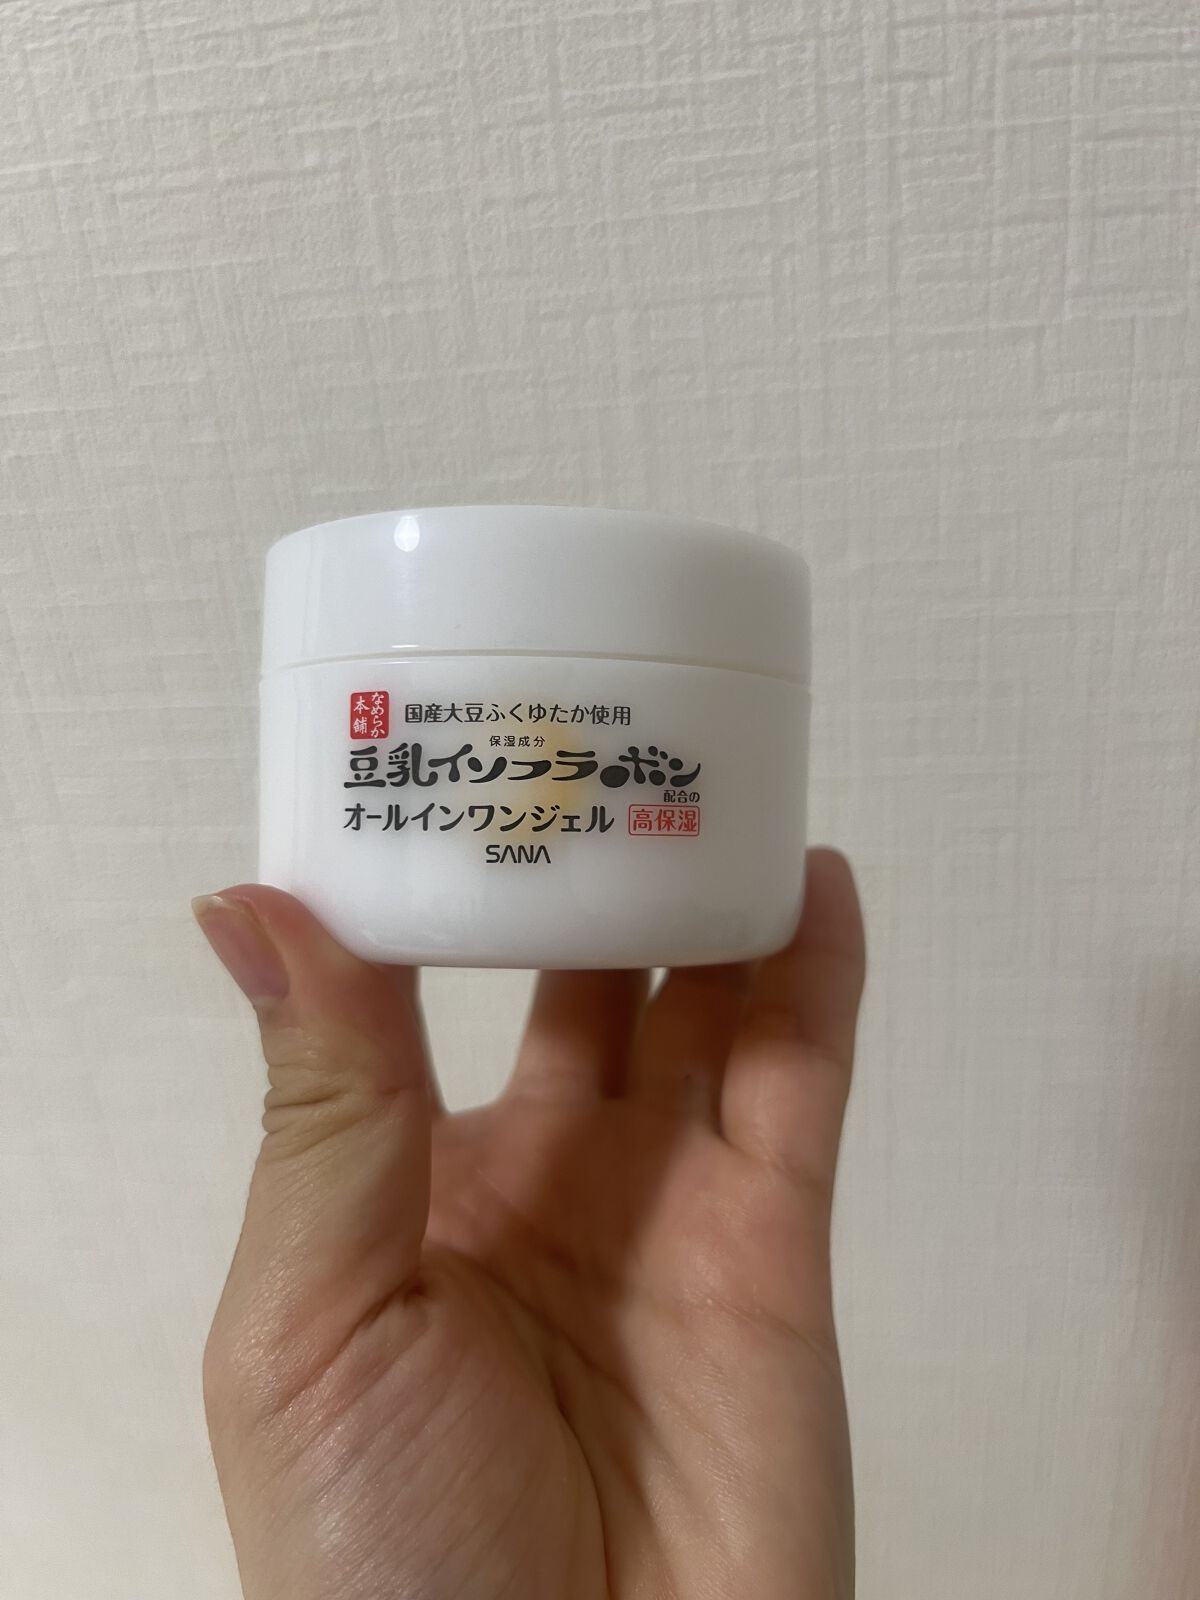 なめらか本舗
国産大豆ふくゆたか使用
保湿成分
豆乳イソフラボン
配合の
オールインワンジェル 高保湿
SANA